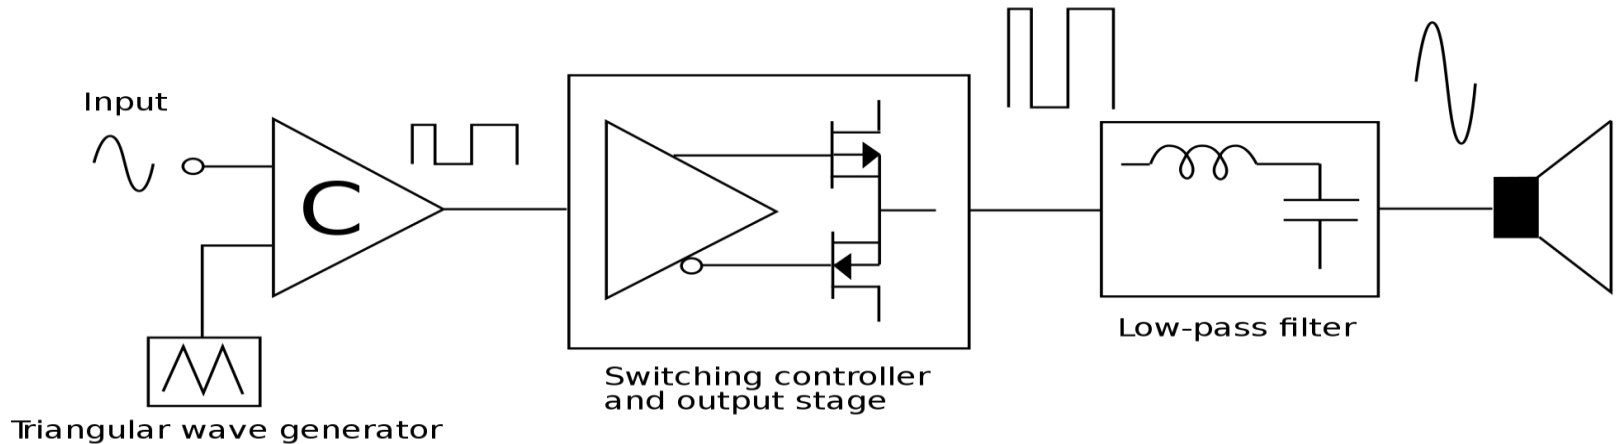 Input
C
Triangular wave generator
Switching controller
and output stage
Low-pass filter